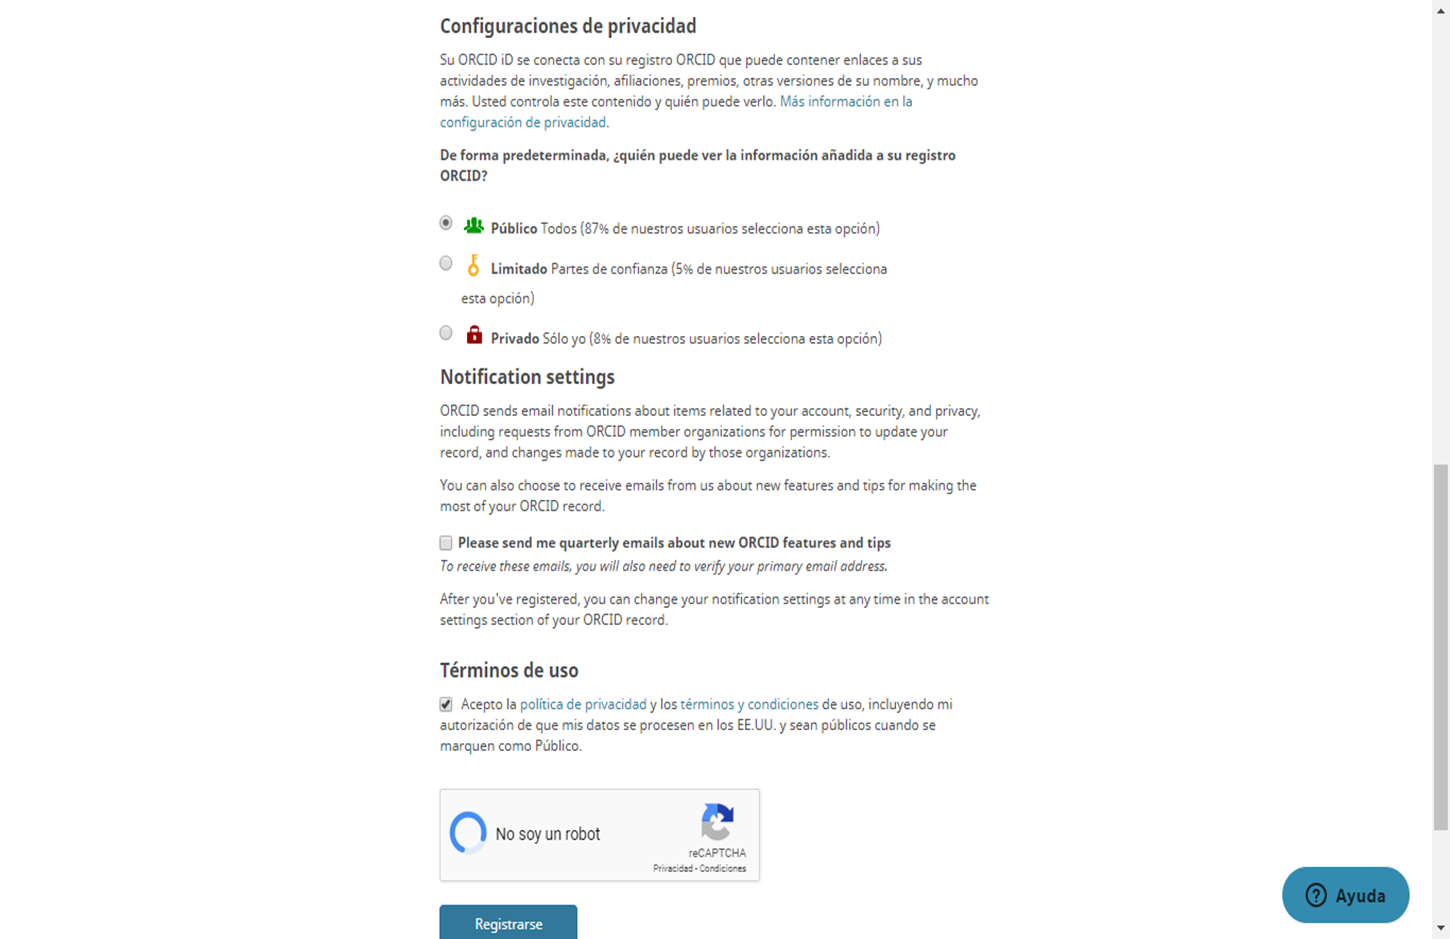 Configuraciones de privacidad
Su ORCID iD se conecta con su registro ORCID que puede contener enlaces a sus
actividades de investigación, afiliaciones, premios, otras versiones de su nombre, y mucho
más. Usted controla este contenido y quién puede verlo. Más información en la
configuración de privacidad.
De forma predeterminada, ¿quién puede ver la información añadida a su registro
ORCID?
Público Todos (87% de nuestros usuarios selecciona esta opción)
Limitado Partes de confianza (5% de nuestros usuarios selecciona
esta opción)
Privado Sólo yo (8% de nuestros usuarios selecciona esta opción)
Notification settings
ORCID sends email notifications about items related to your account, security, and privacy,
including requests from ORCID member organizations for permission to update your
record, and changes made to your record by those organizations.
You can also choose to receive emails from us about new features and tips for making the
most of your ORCID record.
Please send me quarterly emails about new ORCID features and tips
To receive these emails, you will also need to verify your primary email address.
After you've registered, you can change your notification settings at any time in the account
settings section of your ORCID record.
Términos de uso
Acepto la política de privacidad y los términos y condiciones de uso, incluyendo mi
autorización de que mis datos se procesen en los EE.UU. y sean públicos cuando se
marquen como Público.
No soy un robot
reCAPTCHA
Privacidad - Condiciones
Ayuda
Registrarse